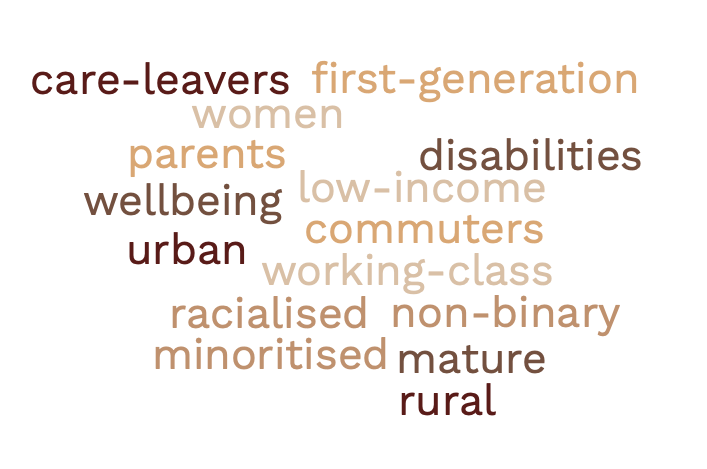 care-leavers first-generation
women
parents disabilities
wellbeing low-income
commuters
urban
working-class
racialised non-binary
minoritised mature
rural